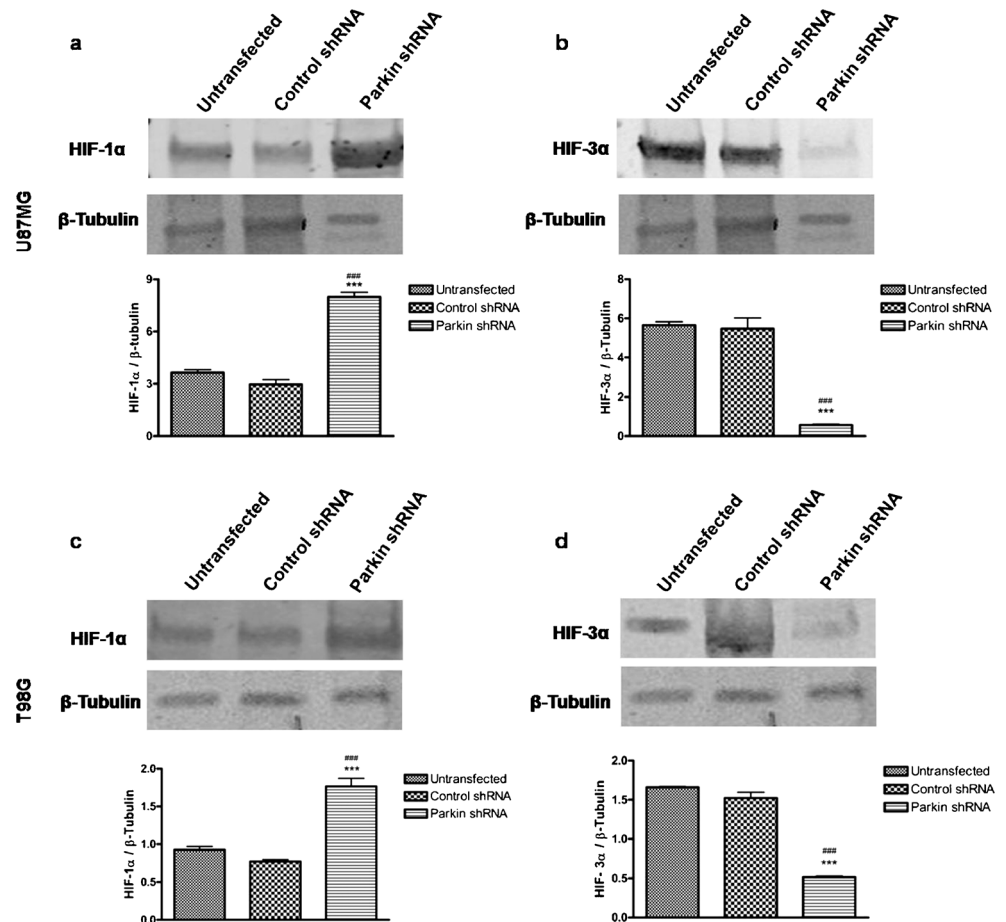 a
Untransfected
Control shRNA
Parkin shRNA
HIF-1α
β-Tubulin
U87MG
9
6
3
0
HIF-1α / β-tubulin
###
***
Untransfected
Control shRNA
Parkin shRNA
b
Untransfected
Control shRNA
Parkin shRNA
HIF-3α
β-Tubulin
8
6
4
2
0
HIF-3α / β-Tubulin
###
***
Untransfected
Control shRNA
Parkin shRNA
c
Untransfected
Control shRNA
Parkin shRNA
HIF-1α
β-Tubulin
T98G
2.0
1.5
1.0
0.5
0.0
HIF-1α / β-Tubulin
###
***
Untransfected
Control shRNA
Parkin shRNA
d
Untransfected
Control shRNA
Parkin shRNA
HIF-3α
β-Tubulin
2.0
1.5
1.0
0.5
0.0
HIF- 3α / β-Tubulin
###
***
Untransfected
Control shRNA
Parkin shRNA